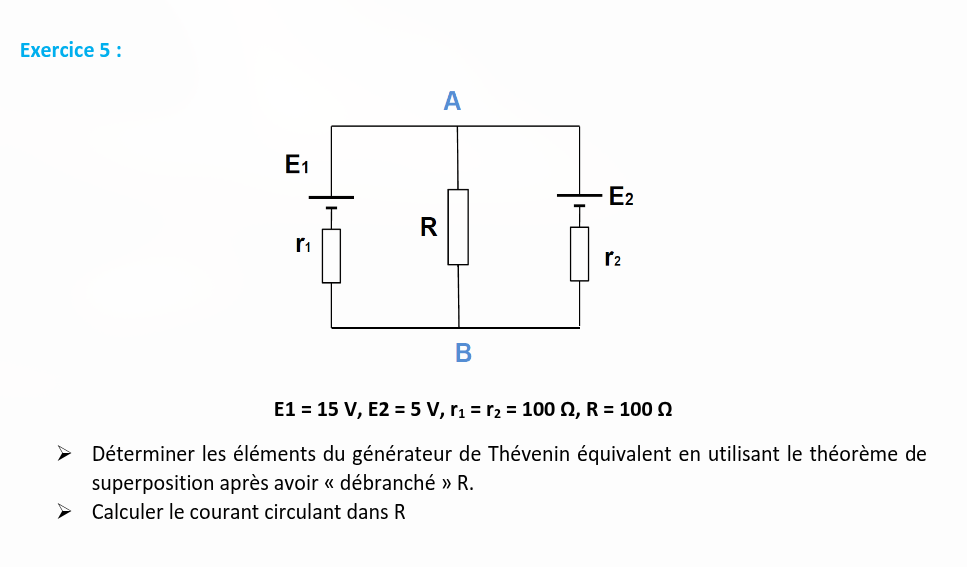 Exercice 5 :
A
E1
E2
R
r1
r2
B
E1 = 15 V, E2 = 5 V, r₁ = r₂ = 100 Ω, R = 100 Ω
➢ Déterminer les éléments du générateur de Thévenin équivalent en utilisant le théorème de
superposition après avoir « débranché » R.
➢ Calculer le courant circulant dans R